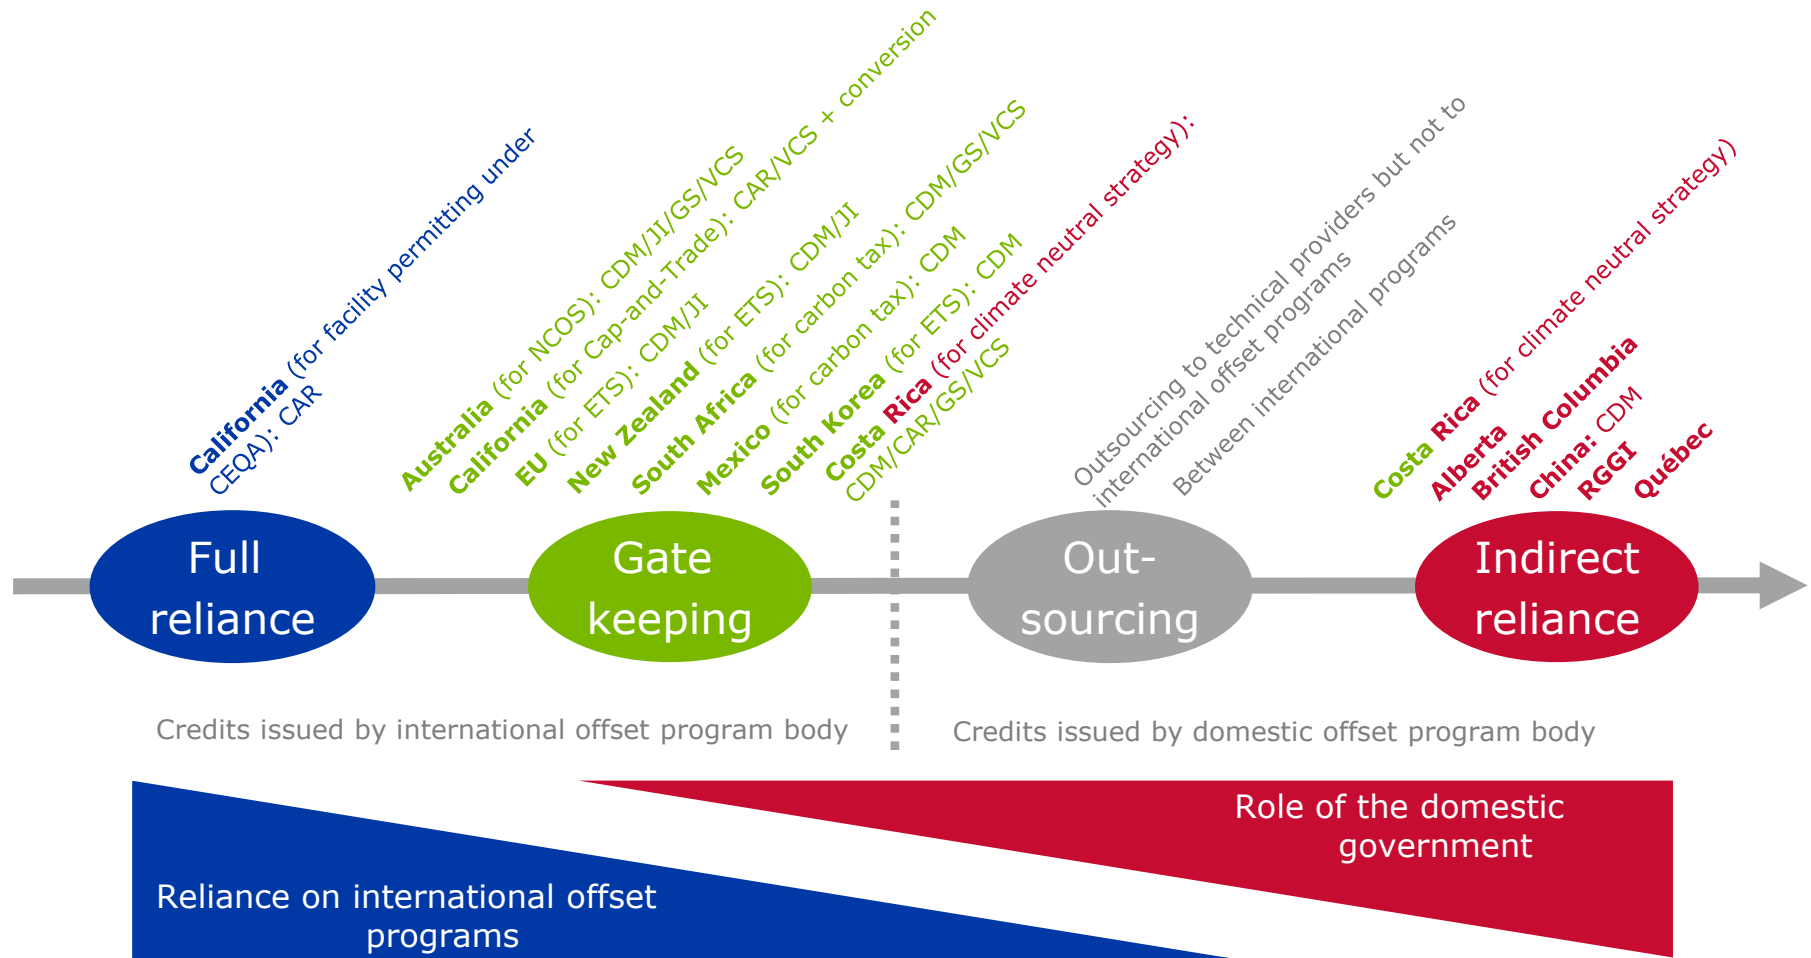 California (for facility permitting under
CEQA): CAR
Australia (for NCOS): CDM/JI/GS/VCS
California (for Cap-and-Trade): CAR/VCS + conversion
EU (for ETS): CDM/JI
New Zealand (for ETS): CDM/JI
South Africa (for carbon tax): CDM/GS/VCS
Mexico (for carbon tax): CDM
South Korea (for ETS): CDM
Costa Rica (for climate neutral strategy):
CDM/CAR/GS/VCS
Outsourcing to technical providers but not to
international offset programs
Between international programs
Costa Rica (for climate neutral strategy)
Alberta
British Columbia
China: CDM
RGGI
Québec
Full
reliance
Gate
keeping
Out-
sourcing
Indirect
reliance
Credits issued by international offset program body
Credits issued by domestic offset program body
Role of the domestic
government
Reliance on international offset
programs